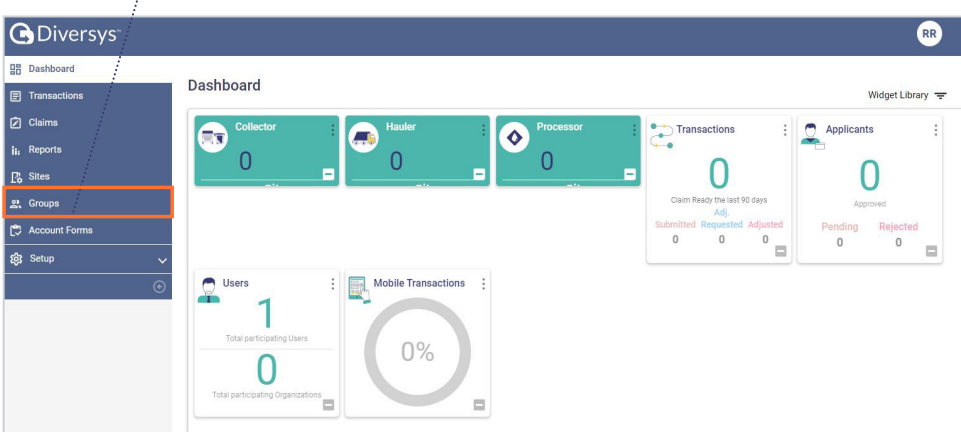 Diversys
RR
Dashboard
Transactions
Claims
Reports
Sites
Groups
Account Forms
Setup
Dashboard
Widget Library
Collector
0
Hauler
0
Processor
0
Transactions
0
Claim Ready the last 90 days
Adj.
Submitted Requested Adjusted
0 0 0
Applicants
0
Approved
Pending Rejected
0 0
Users
1
Total participating Users
0
Total participating Organizations
Mobile Transactions
0%